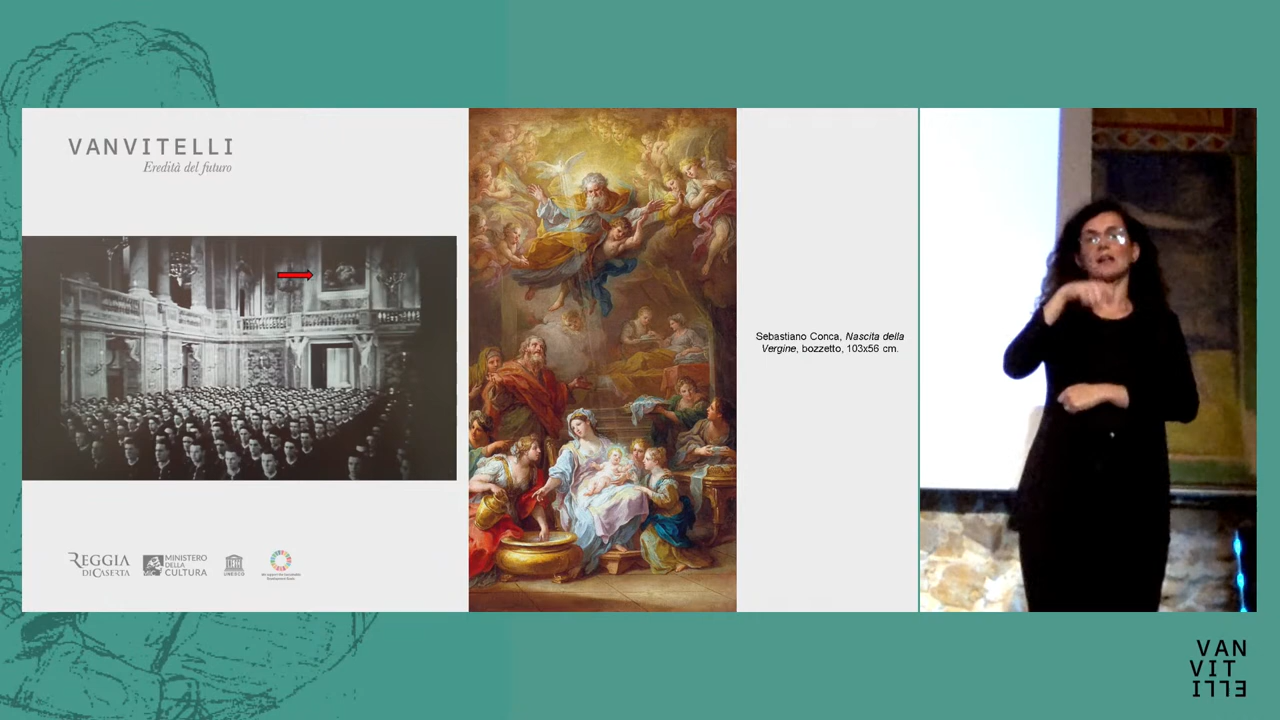 VANVITELLI
Eredità del futuro
Sebastiano Conca, Nascita della
Vergine, bozzetto, 103x56 cm.
REGGIA
DI CASERTA
MINISTERO
DELLA
CULTURA
UNESCO
VAN
VIT
ELLI